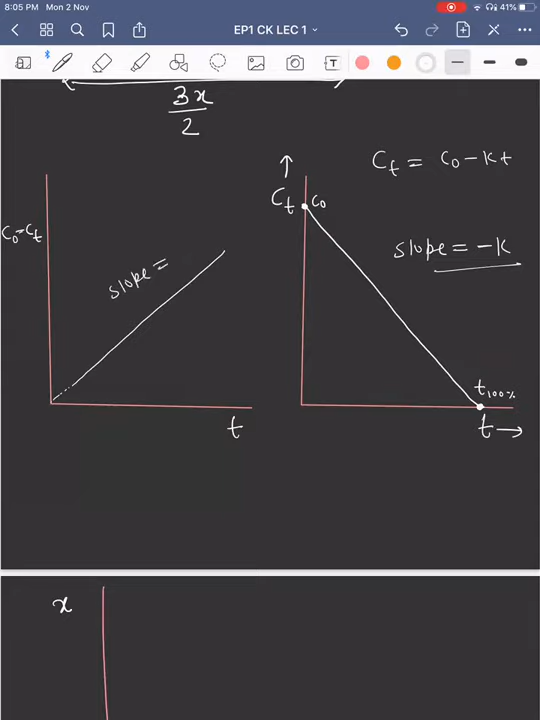 8:05 PM Mon 2 Nov
41%
EP1 CK LEC 1
T
3x
2
C₀-Cₜ
slope =
t
Cₜ
C₀
Cₜ = C₀ - Kt
slope = -K
t₁₀₀%
t
x